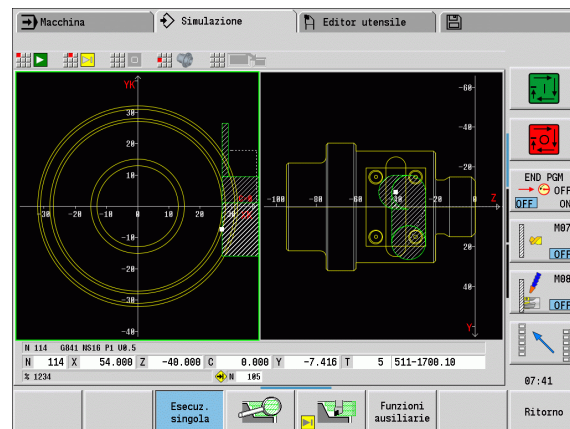 Macchina Simulazione Editor utensile
YK
30
20
10
-30 -20 -10 10 20 30
-10
-20
-30
-40
-60
-40
-20
-100 -80 -60 -40 -20 0 Z
20
40
Y
END PGM
OFF
OFF ON
M07
OFF
M08
OFF
N 114 G841 NS16 P1 U0.5
N 114 X 54.000 Z -40.000 C 0.000 Y -7.416 T 5 511-1700.10
% 1234 N 105
07:41
Esecuz. singola
Funzioni ausiliarie
Ritorno